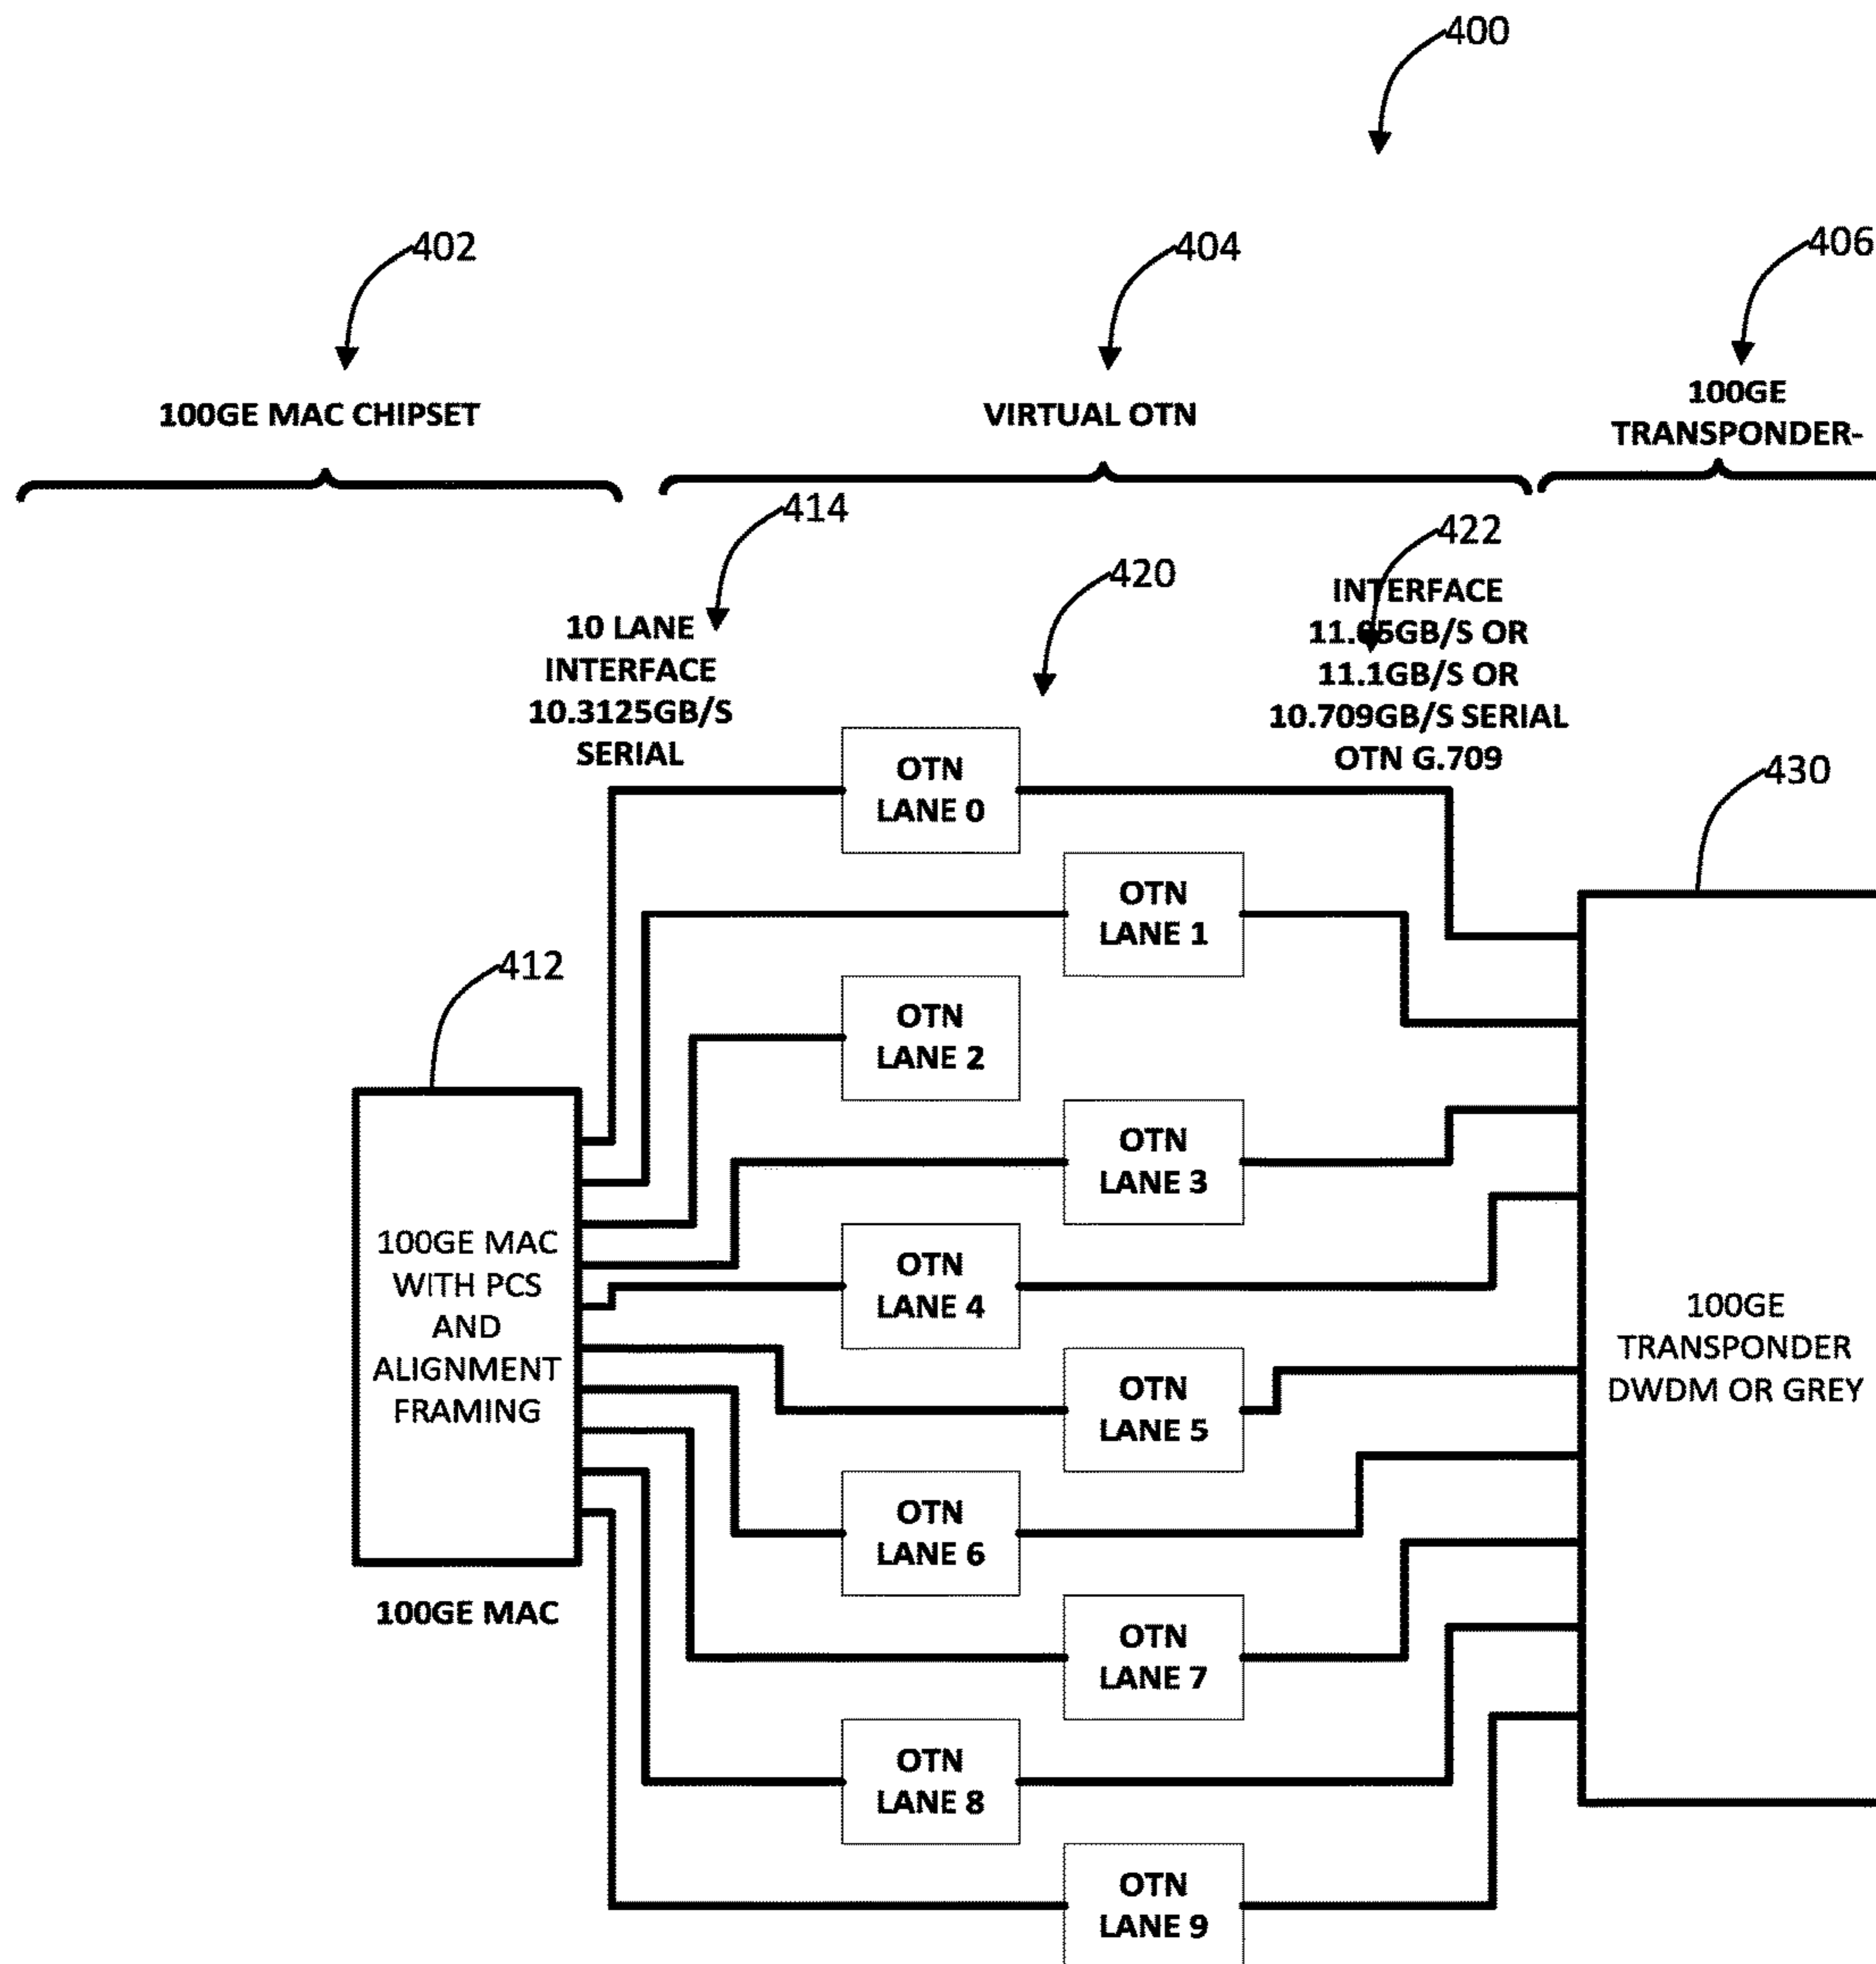 400
402
404
406
100GE MAC CHIPSET
VIRTUAL OTN
100GE
TRANSPONDER-
414
420
422
10 LANE
INTERFACE
10.3125GB/S
SERIAL
INTERFACE
11.05GB/S OR
11.1GB/S OR
10.709GB/S SERIAL
OTN G.709
430
412
OTN
LANE 0
OTN
LANE 1
OTN
LANE 2
OTN
LANE 3
OTN
LANE 4
OTN
LANE 5
OTN
LANE 6
OTN
LANE 7
OTN
LANE 8
OTN
LANE 9
100GE MAC
WITH PCS
AND
ALIGNMENT
FRAMING
100GE MAC
100GE
TRANSPONDER
DWDM OR GREY